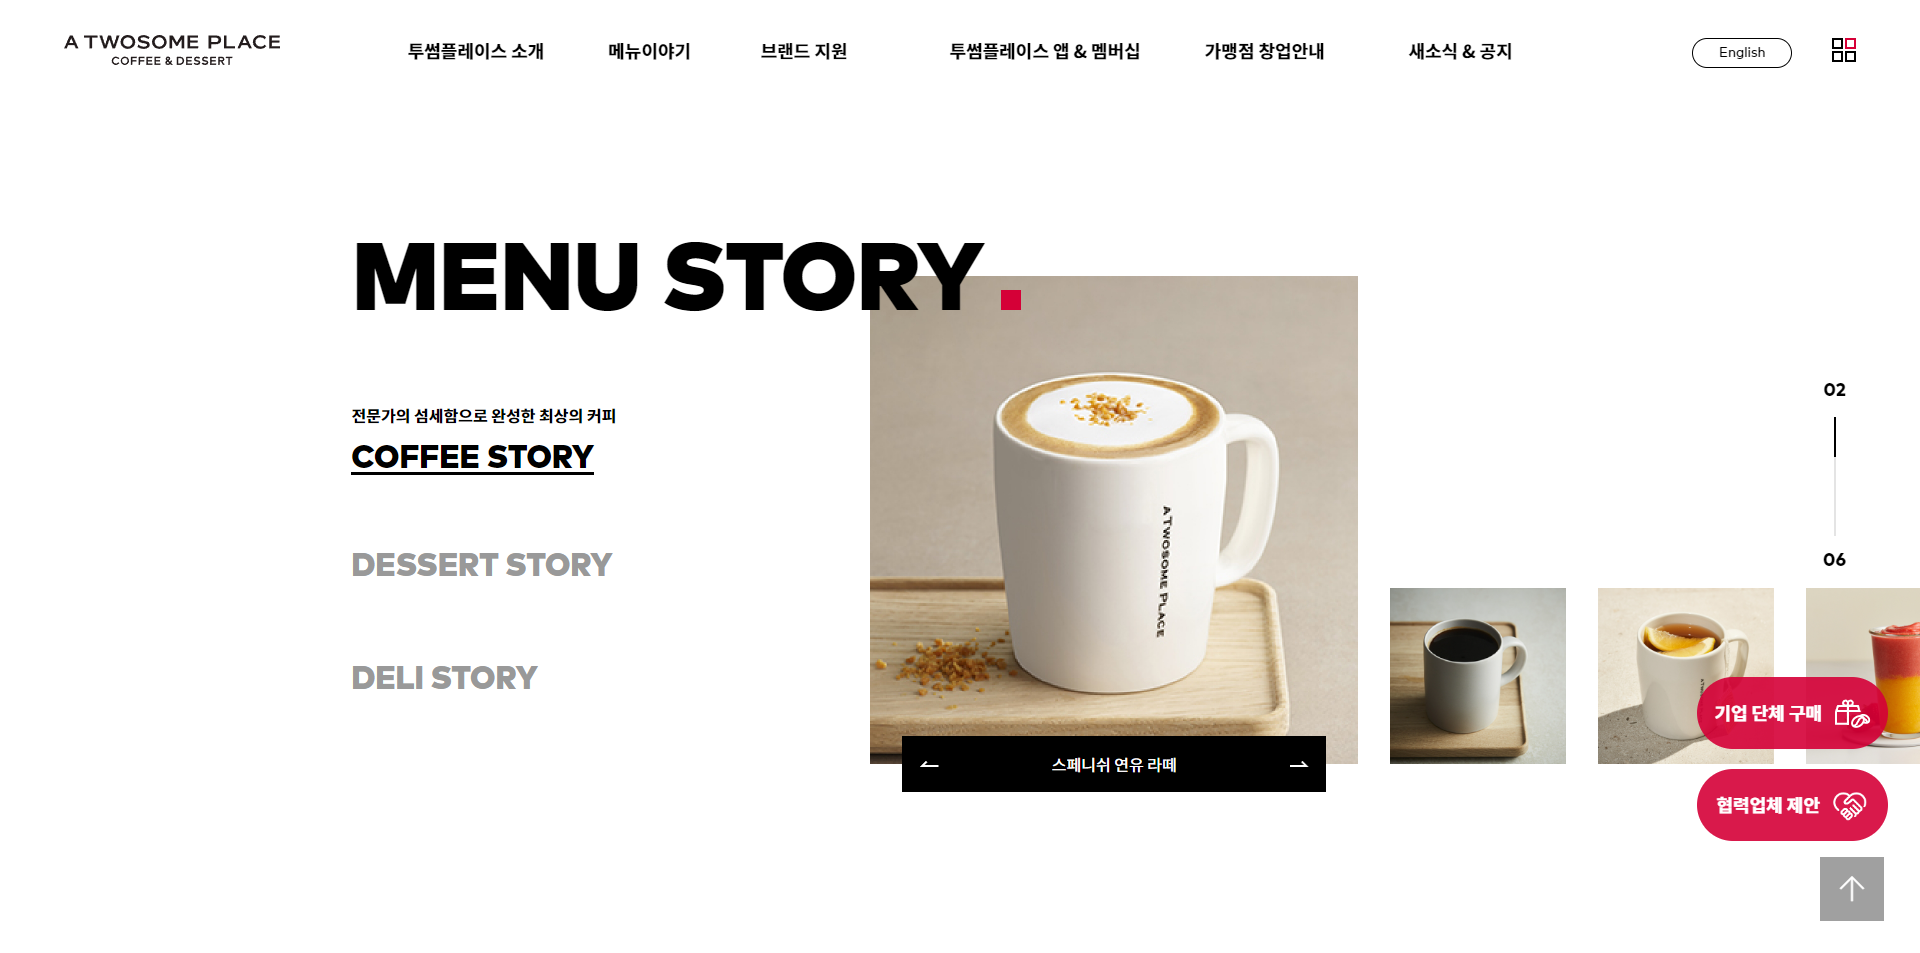 A TWOSOME PLACE
COFFEE & DESSERT
투썸플레이스 소개
메뉴이야기
브랜드 지원
투썸플레이스 앱 & 멤버십
가맹점 창업안내
새소식 & 공지
English
MENU STORY.
전문가의 섬세함으로 완성한 최상의 커피
COFFEE STORY
DESSERT STORY
DELI STORY
A TWOSOME PLACE
스페니쉬 연유 라떼
02
06
기업 단체 구매
협력업체 제안